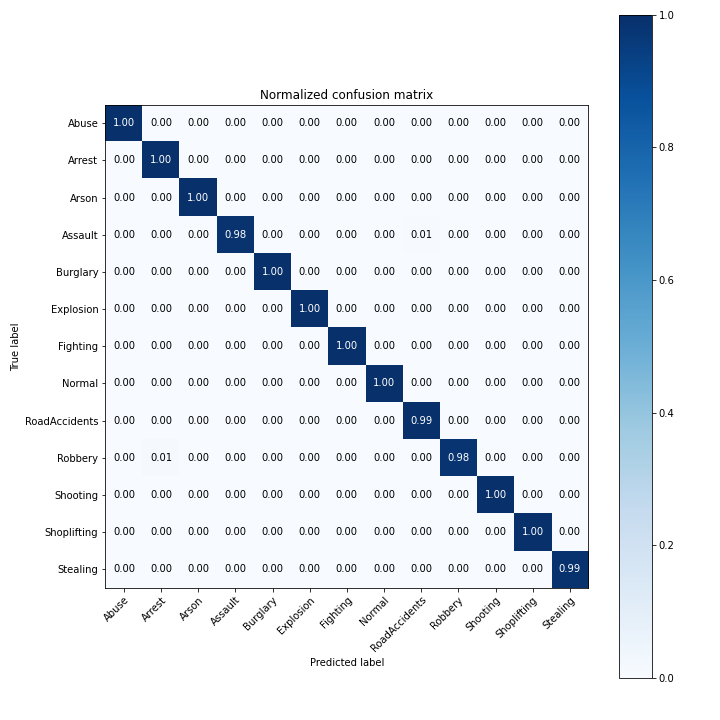 Normalized confusion matrix
1.0
Abuse 1.00 0.00 0.00 0.00 0.00 0.00 0.00 0.00 0.00 0.00 0.00 0.00 0.00
Arrest 0.00 1.00 0.00 0.00 0.00 0.00 0.00 0.00 0.00 0.00 0.00 0.00 0.00
0.8
Arson 0.00 0.00 1.00 0.00 0.00 0.00 0.00 0.00 0.00 0.00 0.00 0.00 0.00
Assault 0.00 0.00 0.00 0.98 0.00 0.00 0.00 0.00 0.01 0.00 0.00 0.00 0.00
Burglary 0.00 0.00 0.00 0.00 1.00 0.00 0.00 0.00 0.00 0.00 0.00 0.00 0.00
0.6
Explosion 0.00 0.00 0.00 0.00 0.00 1.00 0.00 0.00 0.00 0.00 0.00 0.00 0.00
Fighting 0.00 0.00 0.00 0.00 0.00 0.00 1.00 0.00 0.00 0.00 0.00 0.00 0.00
True label
Normal 0.00 0.00 0.00 0.00 0.00 0.00 0.00 1.00 0.00 0.00 0.00 0.00 0.00
0.4
RoadAccidents 0.00 0.00 0.00 0.00 0.00 0.00 0.00 0.00 0.99 0.00 0.00 0.00 0.00
Robbery 0.00 0.01 0.00 0.00 0.00 0.00 0.00 0.00 0.00 0.98 0.00 0.00 0.00
Shooting 0.00 0.00 0.00 0.00 0.00 0.00 0.00 0.00 0.00 0.00 1.00 0.00 0.00
Shoplifting 0.00 0.00 0.00 0.00 0.00 0.00 0.00 0.00 0.00 0.00 0.00 1.00 0.00
0.2
Stealing 0.00 0.00 0.00 0.00 0.00 0.00 0.00 0.00 0.00 0.00 0.00 0.00 0.99
Abuse Arrest Arson Assault Burglary Explosion Fighting Normal RoadAccidents Robbery Shooting Shoplifting Stealing
Predicted label
0.0